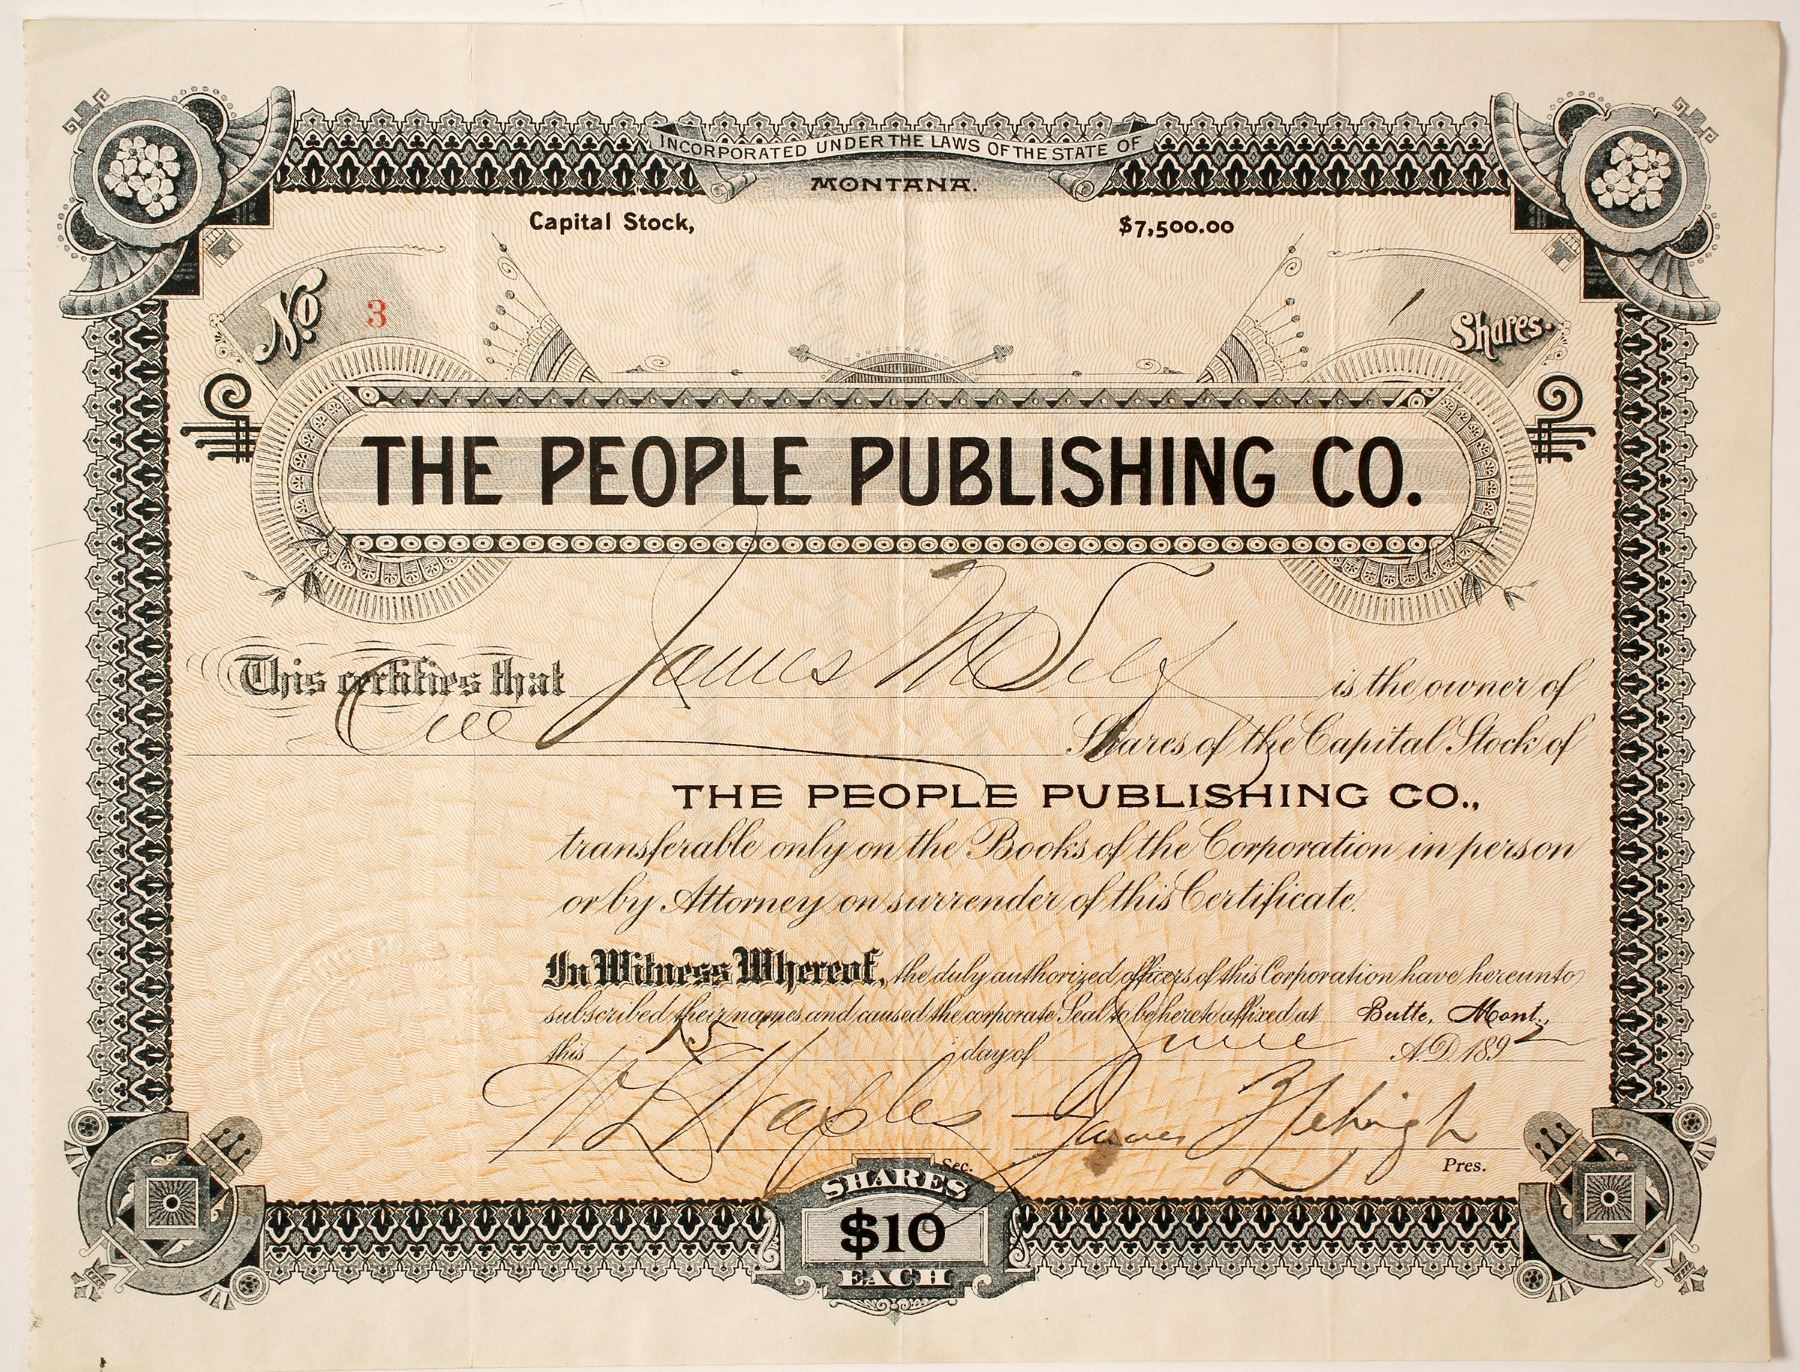 INCORPORATED UNDER THE LAWS OF THE STATE OF
MONTANA.
Capital Stock, $7,500.00
No. 3
1 Shares.
THE PEOPLE PUBLISHING CO.
This certifies that James is the owner of
One Shares of the Capital Stock of
THE PEOPLE PUBLISHING CO.,
transferable only on the Books of the Corporation in person
or by Attorney on surrender of this Certificate.
In Witness Whereof, the duly authorized officers of this Corporation have hereunto
subscribed their names and caused the corporate Seal to be hereto affixed at Butte, Mont.,
this 15 day of June A.D. 1892
Sec. James Pres.
SHARES
$10
EACH